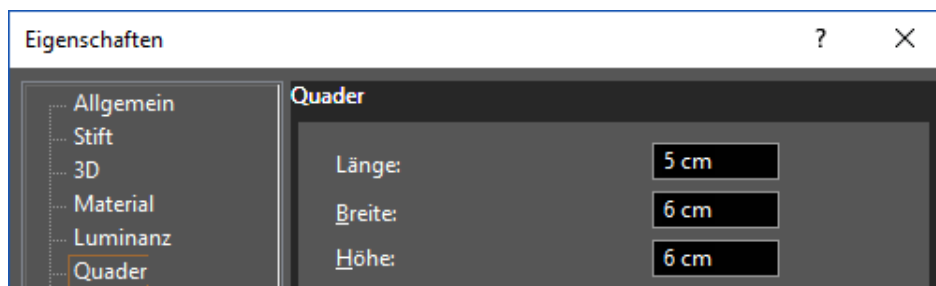 Eigenschaften ? ×
Allgemein
Stift
3D
Material
Luminanz
Quader
Quader
Länge: 5 cm
Breite: 6 cm
Höhe: 6 cm